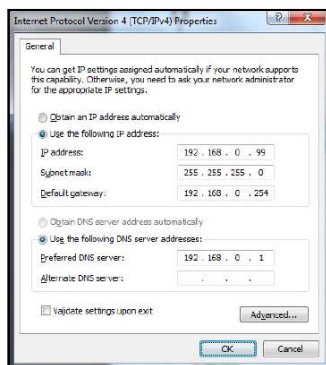 Internet Protocol Version 4 (TCP/IPv4) Properties
General
You can get IP settings assigned automatically if your network supports
this capability. Otherwise, you need to ask your network administrator
for the appropriate IP settings.
Obtain an IP address automatically
Use the following IP address:
IP address: 192 . 168 . 0 . 99
Subnet mask: 255 . 255 . 255 . 0
Default gateway: 192 . 168 . 0 . 254
Obtain DNS server address automatically
Use the following DNS server addresses:
Preferred DNS server: 192 . 168 . 0 . 1
Alternate DNS server: . . .
Validate settings upon exit
Advanced...
OK Cancel